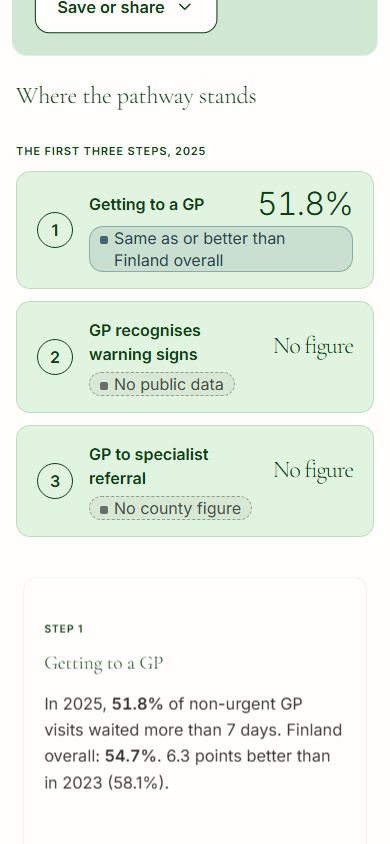 Save or share
Where the pathway stands
THE FIRST THREE STEPS, 2025
1
Getting to a GP
51.8%
Same as or better than
Finland overall
2
GP recognises
warning signs
No figure
No public data
3
GP to specialist
referral
No figure
No county figure
STEP 1
Getting to a GP
In 2025, 51.8% of non-urgent GP
visits waited more than 7 days. Finland
overall: 54.7%. 6.3 points better than
in 2023 (58.1%).